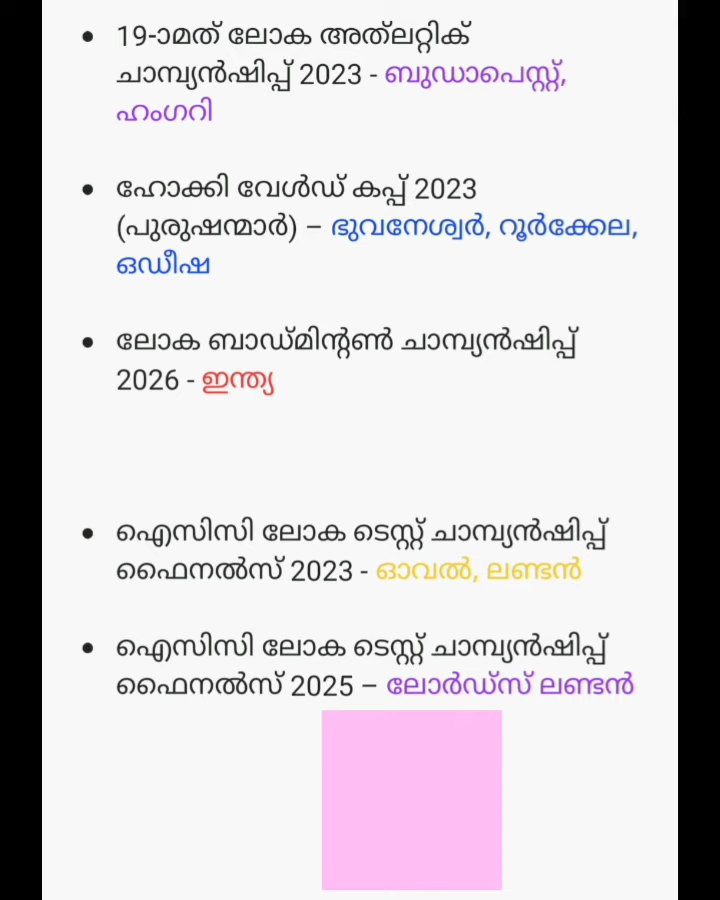 • 19-ാമത് ലോക അത്‌ലറ്റിക്
ചാമ്പ്യൻഷിപ്പ് 2023 - ബുഡാപെസ്റ്റ്,
ഹംഗറി
• ഹോക്കി വേൾഡ് കപ്പ് 2023
(പുരുഷന്മാർ) – ഭുവനേശ്വർ, റൂർക്കേല,
ഒഡീഷ
• ലോക ബാഡ്മിന്റൺ ചാമ്പ്യൻഷിപ്പ്
2026 - ഇന്ത്യ
• ഐസിസി ലോക ടെസ്റ്റ് ചാമ്പ്യൻഷിപ്പ്
ഫൈനൽസ് 2023 - ഓവൽ, ലണ്ടൻ
• ഐസിസി ലോക ടെസ്റ്റ് ചാമ്പ്യൻഷിപ്പ്
ഫൈനൽസ് 2025 – ലോർഡ്സ് ലണ്ടൻ